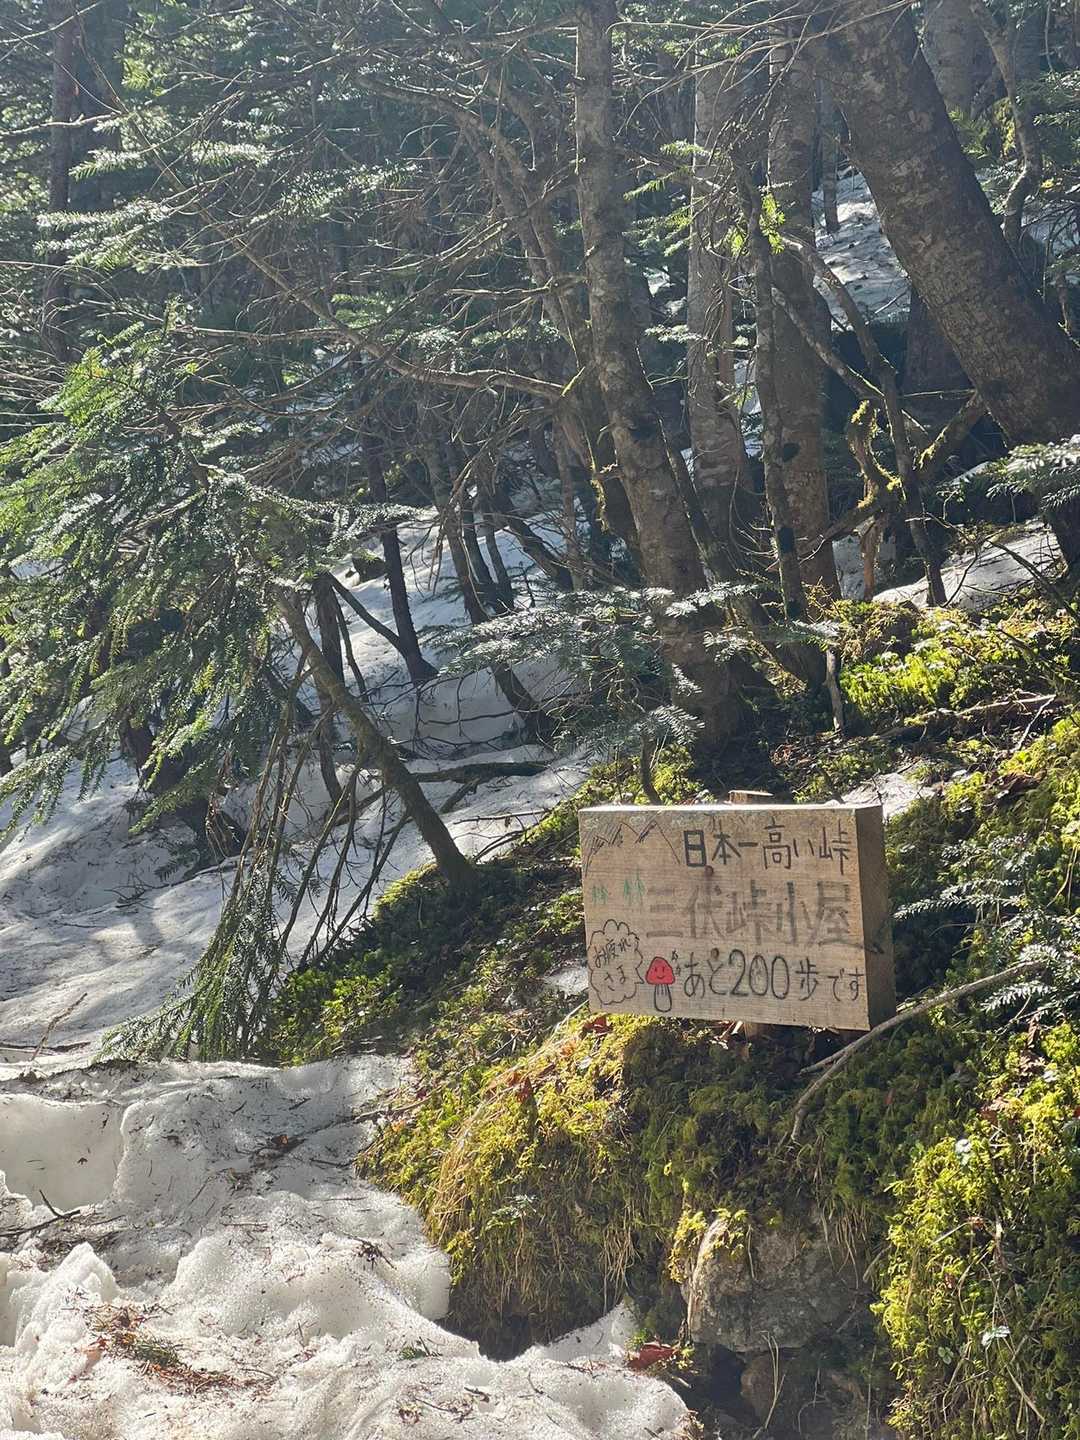 日本一高い峠
三伏峠小屋
お疲れ
さま
あと200歩です